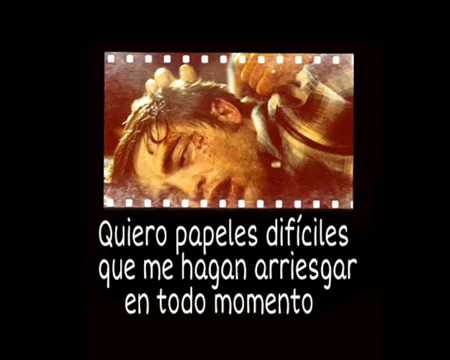 Quiero papeles difíciles
que me hagan arriesgar
en todo momento